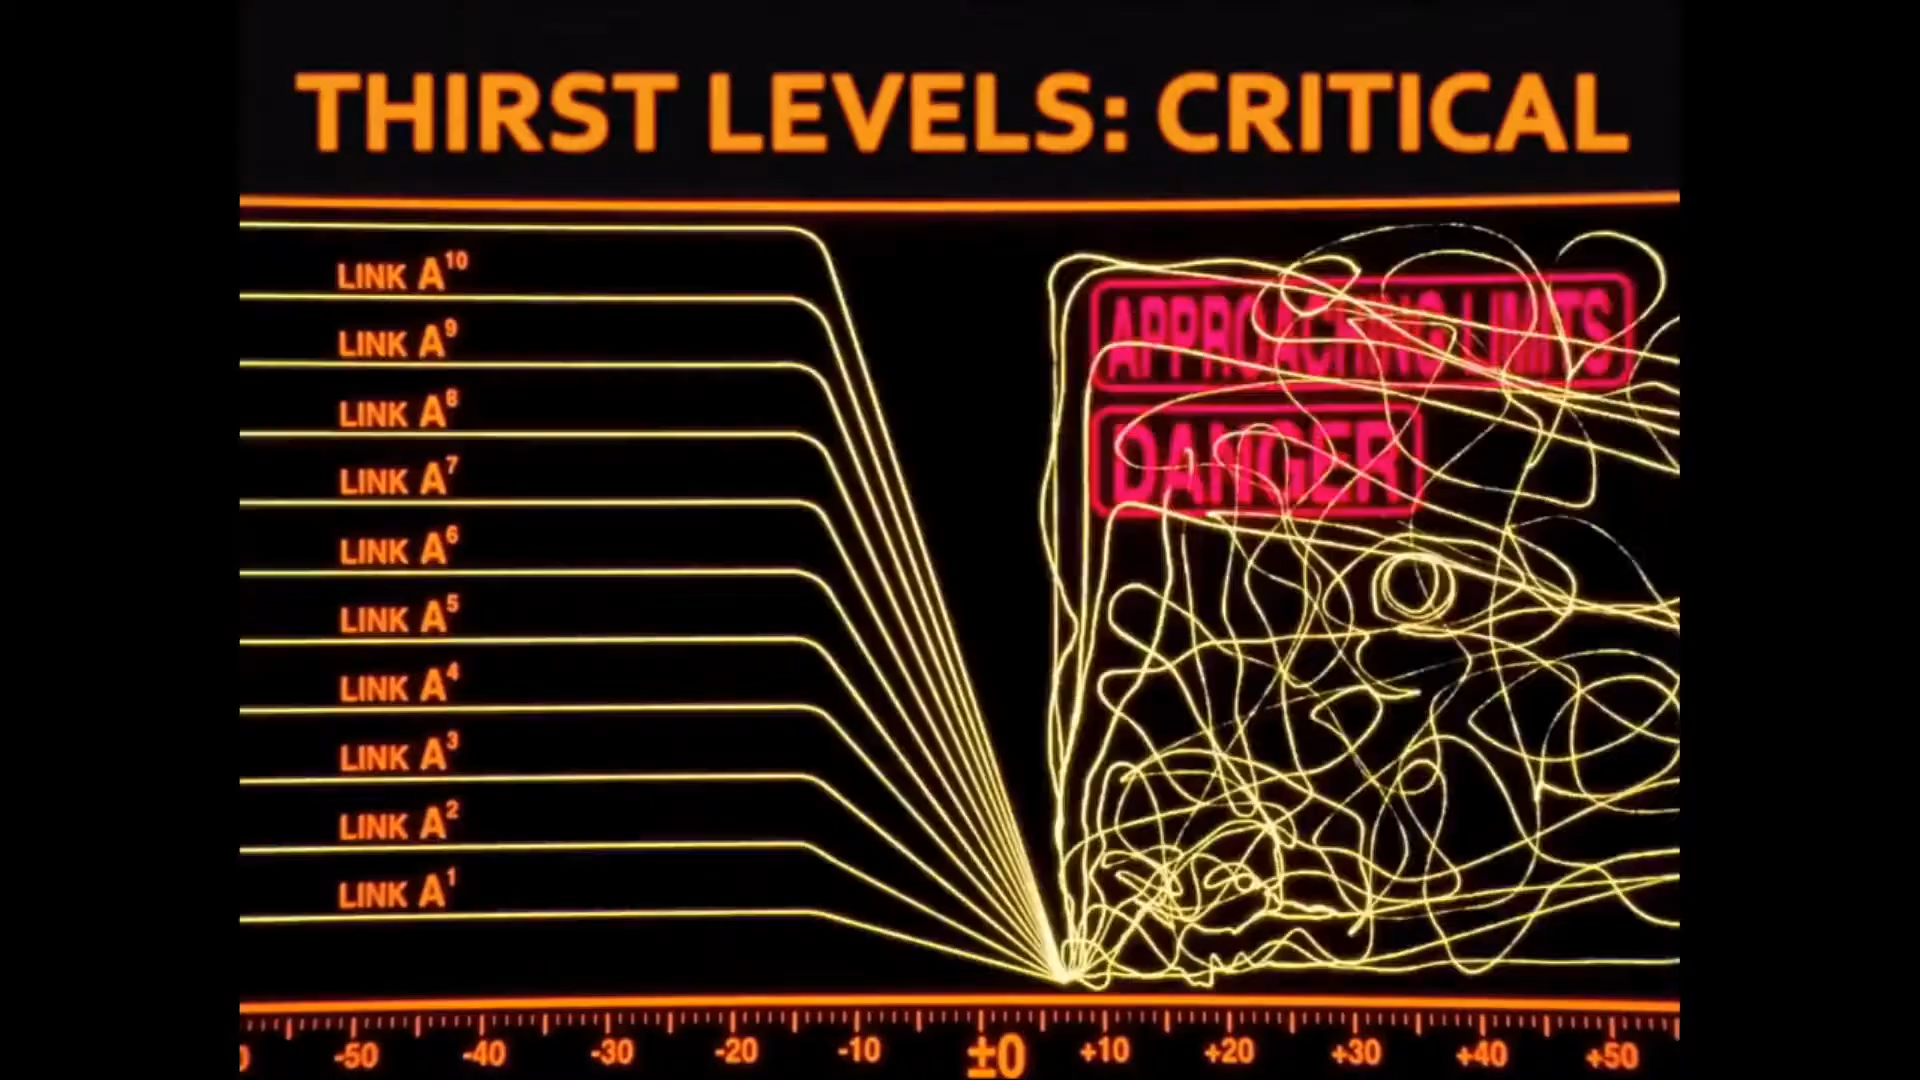 THIRST LEVELS: CRITICAL
LINK A¹⁰
LINK A⁹
LINK A⁸
LINK A⁷
LINK A⁶
LINK A⁵
LINK A⁴
LINK A³
LINK A²
LINK A¹
APPROACHING LIMITS
DANGER
-50 -40 -30 -20 -10 ±0 +10 +20 +30 +40 +50